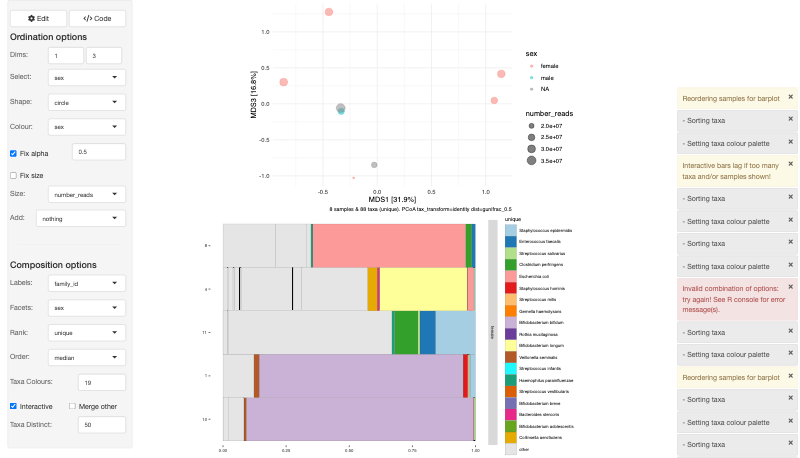 Edit
Code
Ordination options
Dims:
1
3
Select:
sex
Shape:
circle
Colour:
sex
Fix alpha
0.5
Fix size
Size:
number_reads
Add:
nothing
Composition options
Labels:
family_id
Facets:
sex
Rank:
unique
Order:
median
Taxa Colours:
19
Interactive
Merge other
Taxa Distinct:
50
MDS3 [16.8%]
1.0
0.5
0.0
-0.5
-1.0
-0.5
0.0
0.5
1.0
MDS1 [31.9%]
8 samples & 88 taxa (unique). PCoA tax_transform=identity dist=gunifrac_0.5
sex
female
male
NA
number_reads
2.0e+07
2.5e+07
3.0e+07
3.5e+07
0.00
0.25
0.50
0.75
1.00
female
unique
Staphylococcus epidermidis
Enterococcus faecalis
Streptococcus salivarius
Clostridium perfringens
Escherichia coli
Staphylococcus hominis
Streptococcus mitis
Gemella haemolysans
Bifidobacterium bifidum
Rothia mucilaginosa
Bifidobacterium longum
Veillonella seminalis
Streptococcus infantis
Haemophilus parainfluenzae
Streptococcus vestibularis
Bifidobacterium breve
Bacteroides stercoris
Bifidobacterium adolescentis
Collinsella aerofaciens
other
Reordering samples for barplot
- Sorting taxa
- Setting taxa colour palette
Interactive bars lag if too many
taxa and/or samples shown!
- Sorting taxa
- Setting taxa colour palette
- Sorting taxa
- Setting taxa colour palette
Invalid combination of options:
try again! See R console for error
message(s).
- Sorting taxa
- Setting taxa colour palette
Reordering samples for barplot
- Sorting taxa
- Setting taxa colour palette
- Sorting taxa